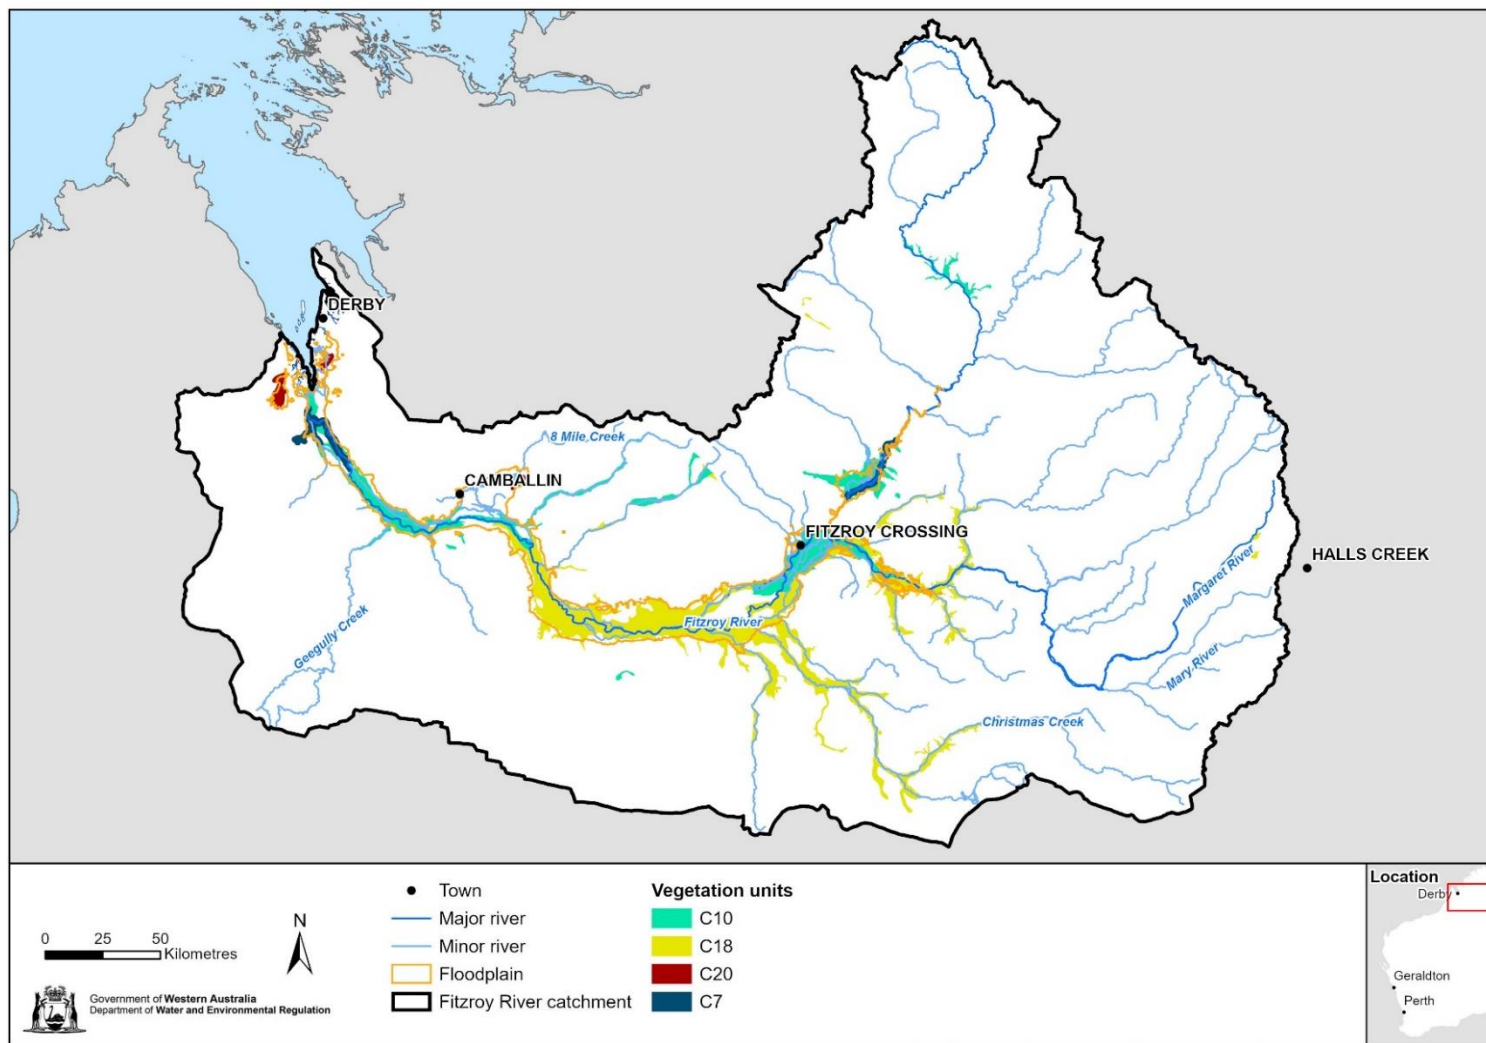 DERBY
8 Mile Creek
CAMBALLIN
FITZROY CROSSING
HALLS CREEK
Margaret River
Fitzroy River
Geegully Creek
Mary River
Christmas Creek
0 25 50
Kilometres
N
Town
Major river
Minor river
Floodplain
Fitzroy River catchment
Vegetation units
C10
C18
C20
C7
Government of Western Australia
Department of Water and Environmental Regulation
Location
Derby
Geraldton
Perth